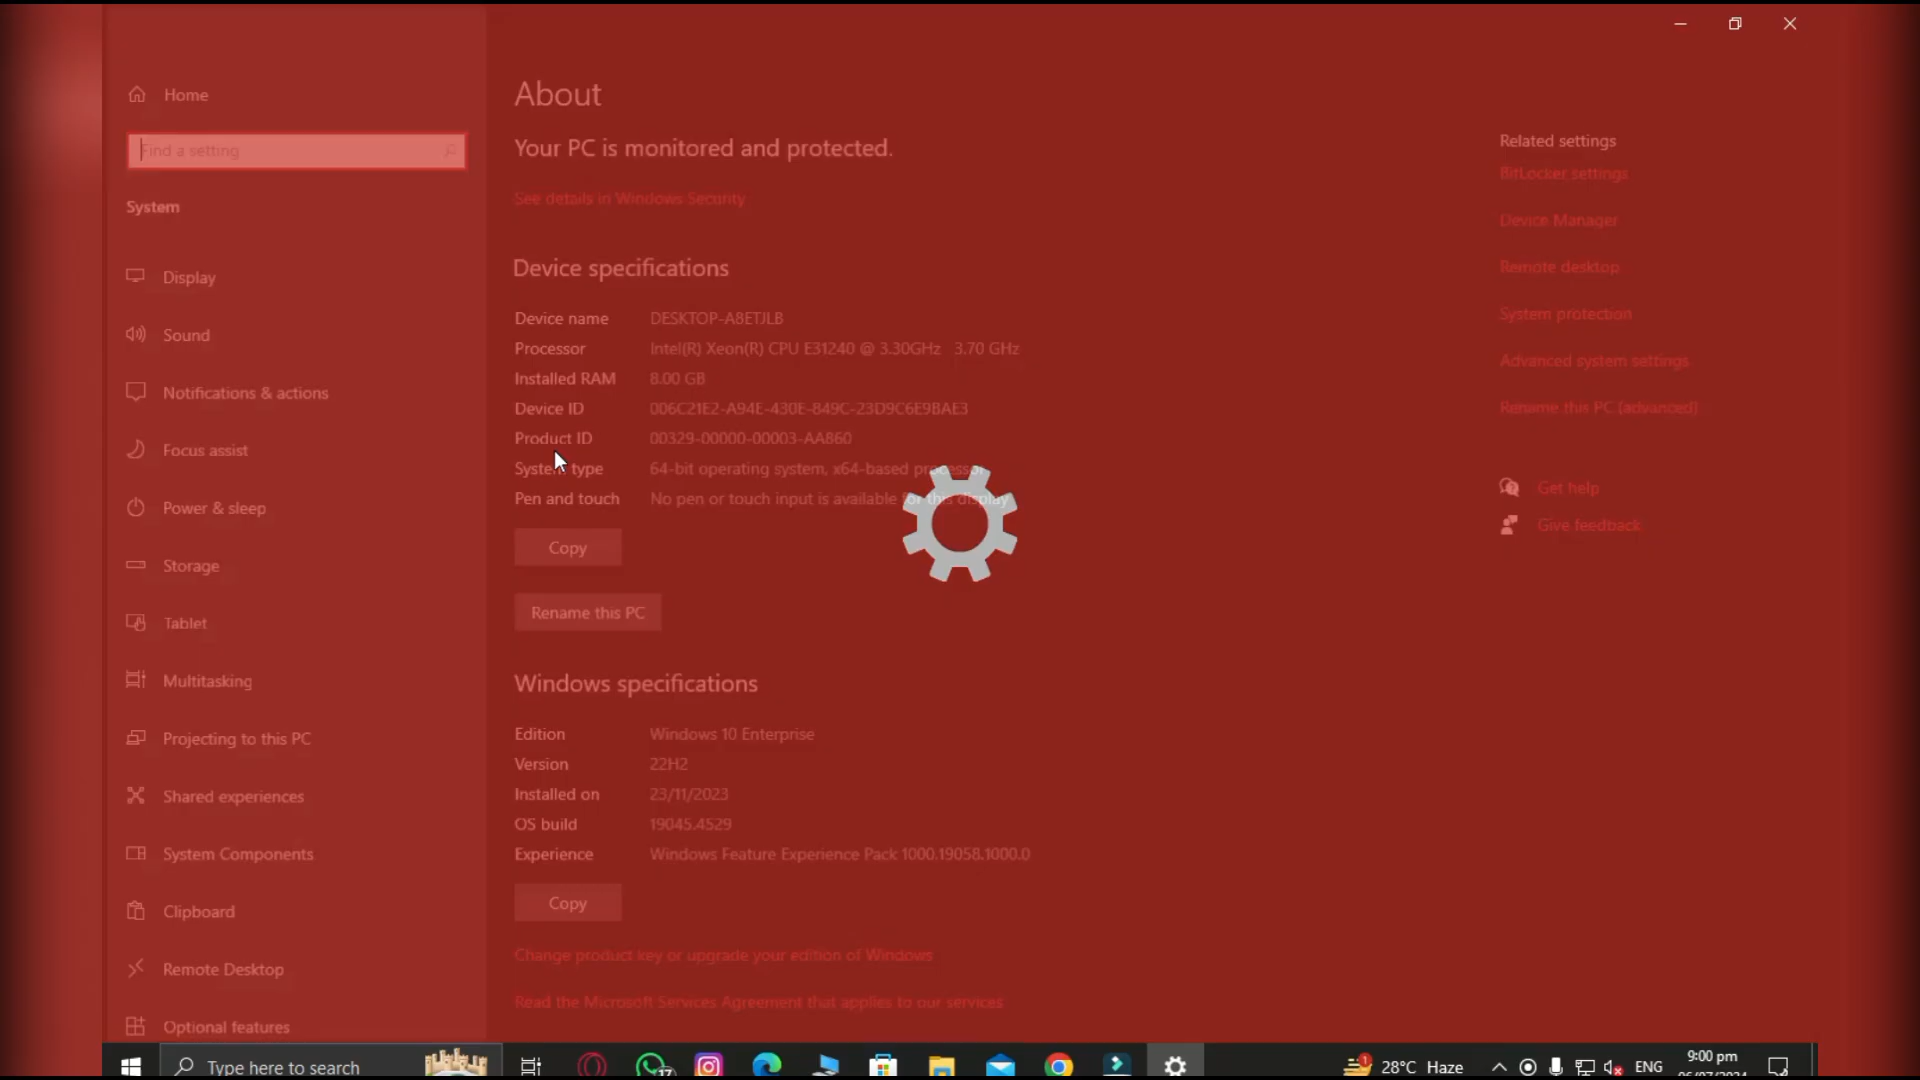 Home
Find a setting
System
Display
Sound
Notifications & actions
Focus assist
Power & sleep
Storage
Tablet
Multitasking
Projecting to this PC
Shared experiences
System Components
Clipboard
Remote Desktop
Optional features
About
Your PC is monitored and protected.
See details in Windows Security
Device specifications
Device name DESKTOP-A8ETJLB
Processor Intel(R) Xeon(R) CPU E31240 @ 3.30GHz 3.70 GHz
Installed RAM 8.00 GB
Device ID 006C21E2-A94E-430E-849C-23D9C6E9BAE3
Product ID 00329-00000-00003-AA860
System type 64-bit operating system, x64-based processor
Pen and touch No pen or touch input is available for this display
Copy
Rename this PC
Windows specifications
Edition Windows 10 Enterprise
Version 22H2
Installed on 23/11/2023
OS build 19045.4529
Experience Windows Feature Experience Pack 1000.19058.1000.0
Copy
Change product key or upgrade your edition of Windows
Read the Microsoft Services Agreement that applies to our services
Related settings
BitLocker settings
Device Manager
Remote desktop
System protection
Advanced system settings
Rename this PC (advanced)
Get help
Give feedback
Type here to search
17
1
28°C Haze
ENG
9:00 pm